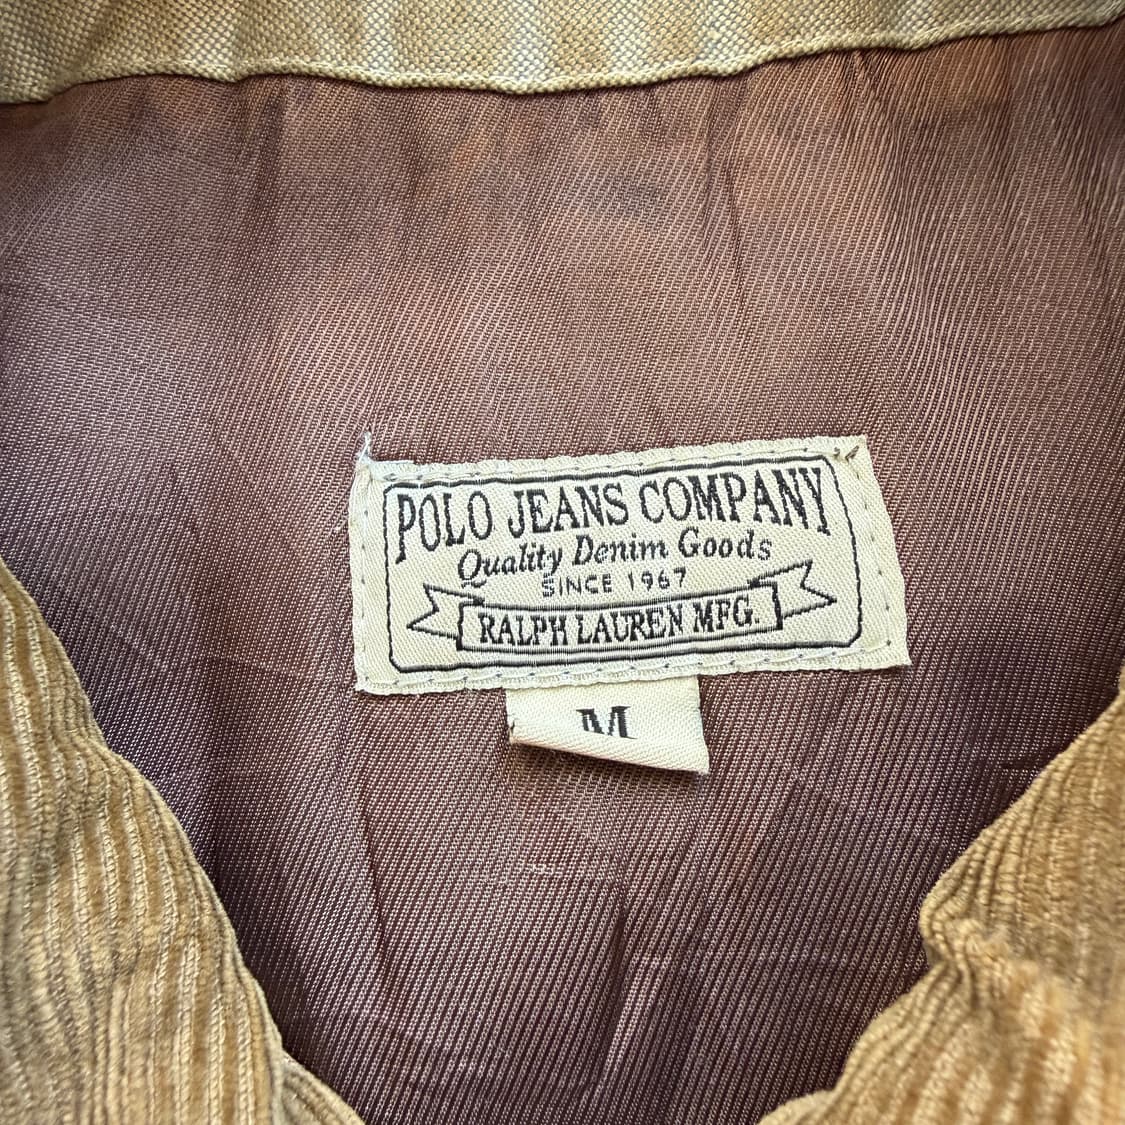 POLO JEANS COMPANY
Quality Denim Goods
SINCE 1967
RALPH LAUREN MFG.
M